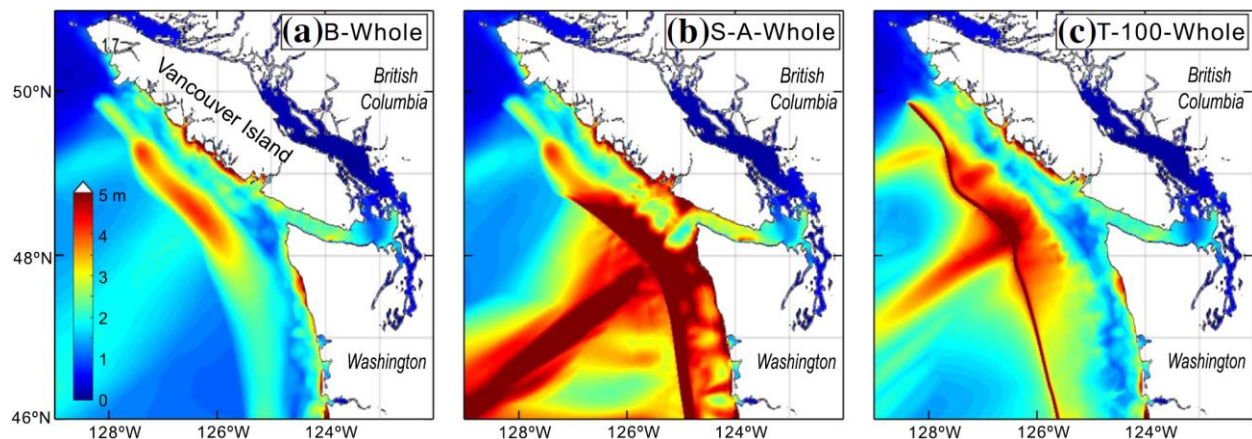 (a) B-Whole
17
Vancouver Island
British
Columbia
Washington
5 m
4
3
2
1
0
50°N
48°N
46°N
128°W
126°W
124°W
(b) S-A-Whole
British
Columbia
Washington
128°W
126°W
124°W
(c) T-100-Whole
British
Columbia
Washington
128°W
126°W
124°W